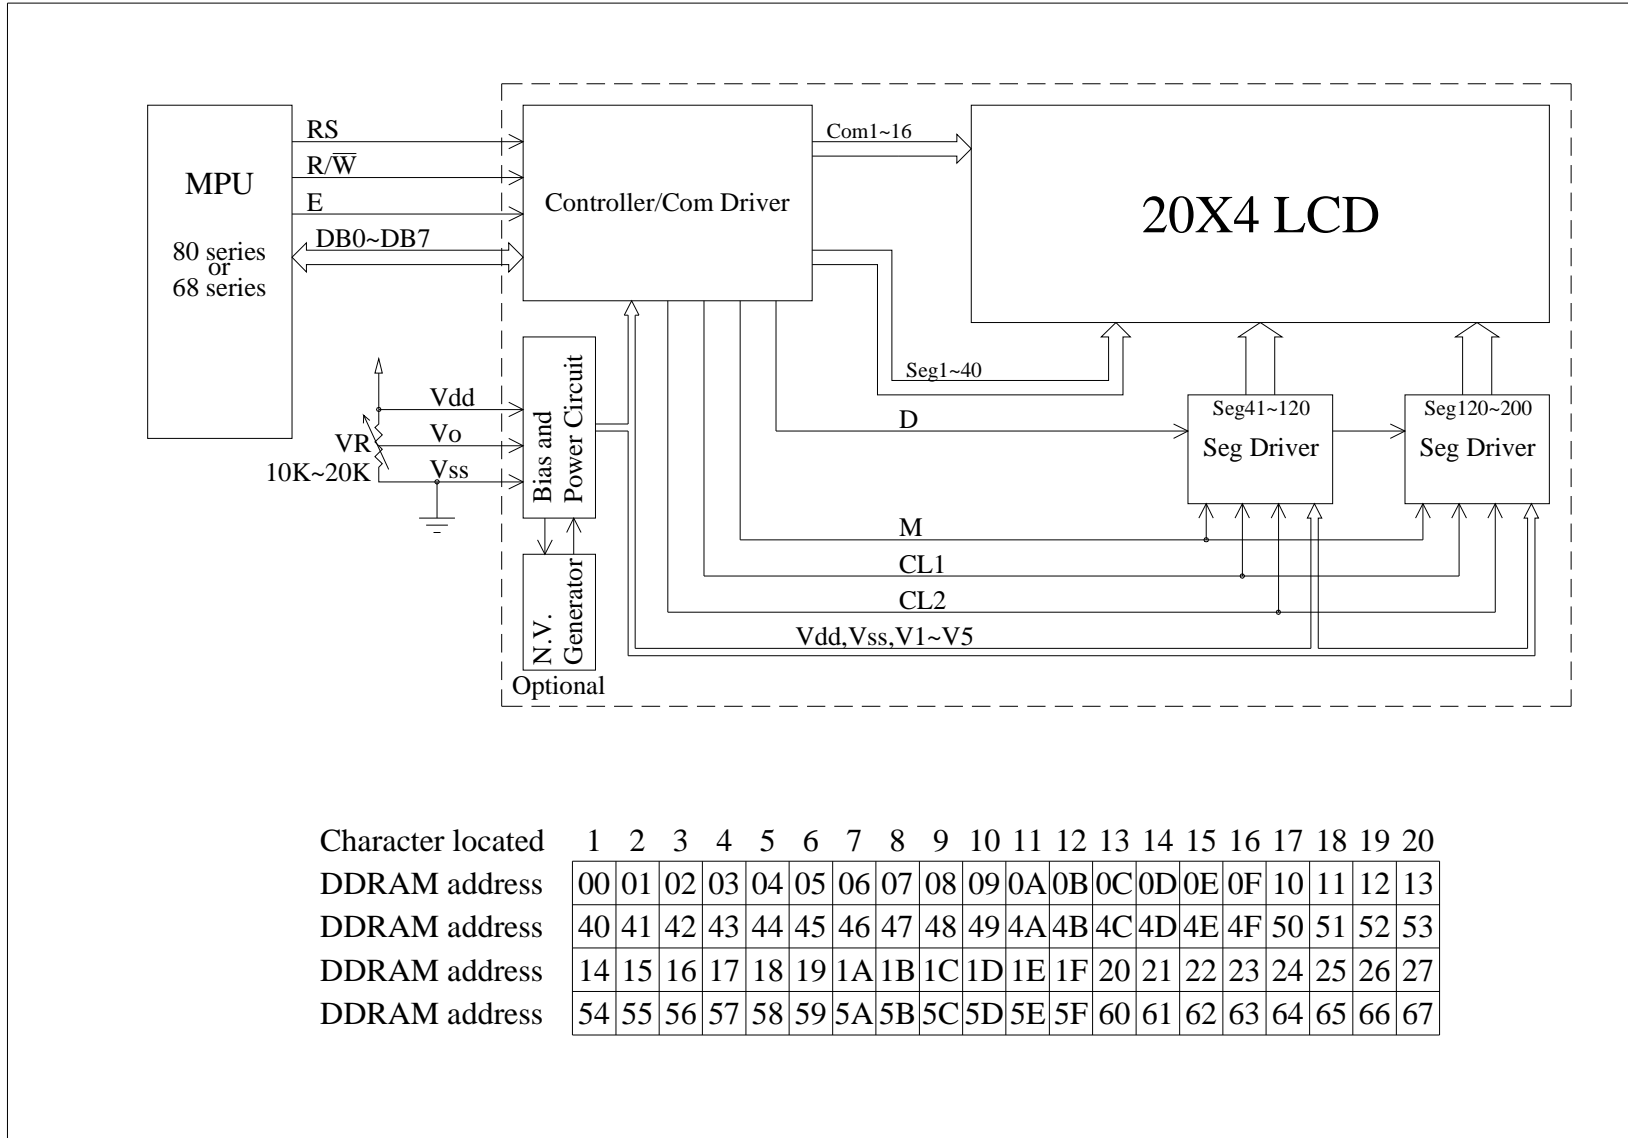 RS
R/W̅
E
DB0~DB7
MPU
80 series
or
68 series
Controller/Com Driver
Com1~16
20X4 LCD
Seg1~40
Vdd
Vo
Vss
VR
10K~20K
Bias and
Power Circuit
N.V.
Generator
Optional
D
Seg41~120
Seg Driver
Seg120~200
Seg Driver
M
CL1
CL2
Vdd,Vss,V1~V5
Character located 1 2 3 4 5 6 7 8 9 10 11 12 13 14 15 16 17 18 19 20
DDRAM address 00 01 02 03 04 05 06 07 08 09 0A 0B 0C 0D 0E 0F 10 11 12 13
DDRAM address 40 41 42 43 44 45 46 47 48 49 4A 4B 4C 4D 4E 4F 50 51 52 53
DDRAM address 14 15 16 17 18 19 1A 1B 1C 1D 1E 1F 20 21 22 23 24 25 26 27
DDRAM address 54 55 56 57 58 59 5A 5B 5C 5D 5E 5F 60 61 62 63 64 65 66 67